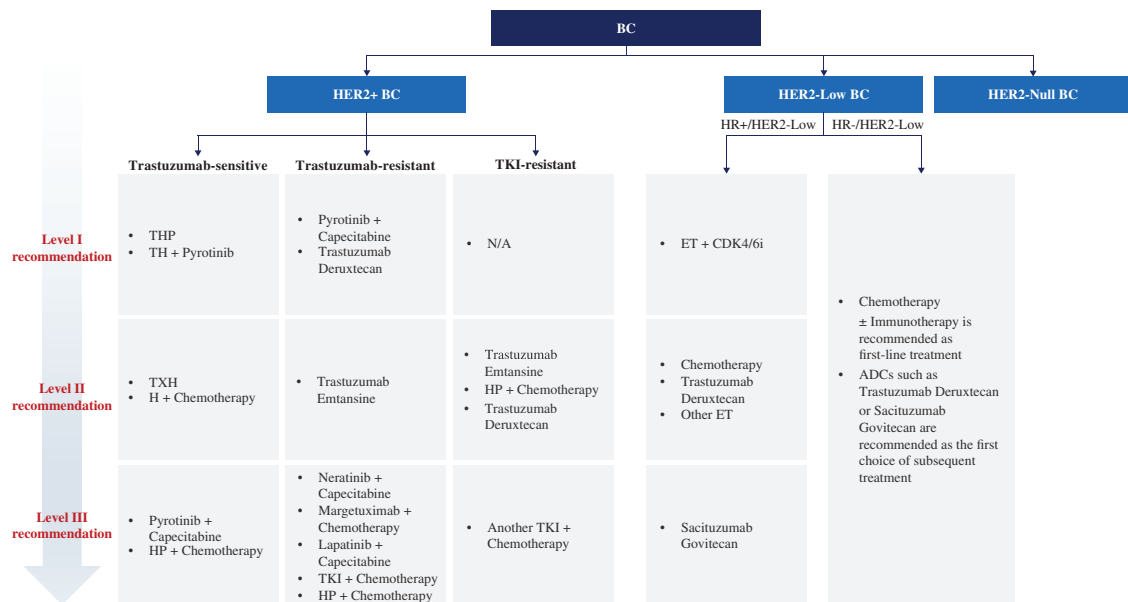 BC
HER2+ BC
HER2-Low BC
HER2-Null BC
HR+/HER2-Low
HR-/HER2-Low
Trastuzumab-sensitive
Trastuzumab-resistant
TKI-resistant
Level I
recommendation
• THP
• TH + Pyrotinib
• Pyrotinib +
Capecitabine
• Trastuzumab
Deruxtecan
• N/A
• ET + CDK4/6i
Level II
recommendation
• TXH
• H + Chemotherapy
• Trastuzumab
Emtansine
• Trastuzumab
Emtansine
• HP + Chemotherapy
• Trastuzumab
Deruxtecan
• Chemotherapy
• Trastuzumab
Deruxtecan
• Other ET
Level III
recommendation
• Pyrotinib +
Capecitabine
• HP + Chemotherapy
• Neratinib +
Capecitabine
• Margetuximab +
Chemotherapy
• Lapatinib +
Capecitabine
• TKI + Chemotherapy
• HP + Chemotherapy
• Another TKI +
Chemotherapy
• Sacituzumab
Govitecan
• Chemotherapy
± Immunotherapy is
recommended as
first-line treatment
• ADCs such as
Trastuzumab Deruxtecan
or Sacituzumab
Govitecan are
recommended as the first
choice of subsequent
treatment